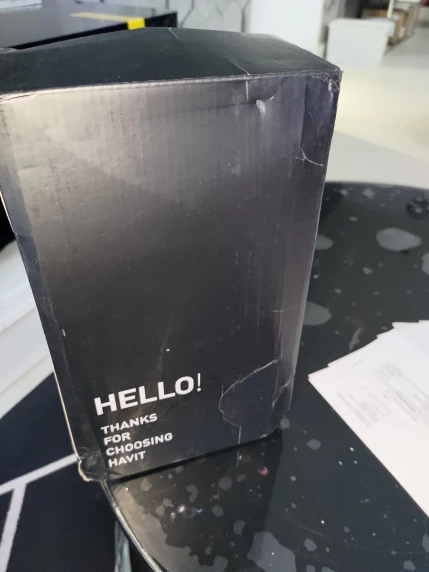 HELLO!
THANKS
FOR
CHOOSING
HAVIT